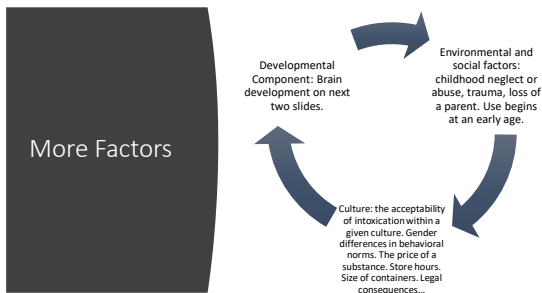 More Factors
Developmental
Component: Brain
development on next
two slides.
Environmental and
social factors:
childhood neglect or
abuse, trauma, loss of
a parent. Use begins
at an early age.
Culture: the acceptability
of intoxication within a
given culture. Gender
differences in behavioral
norms. The price of a
substance. Store hours.
Size of containers. Legal
consequences…